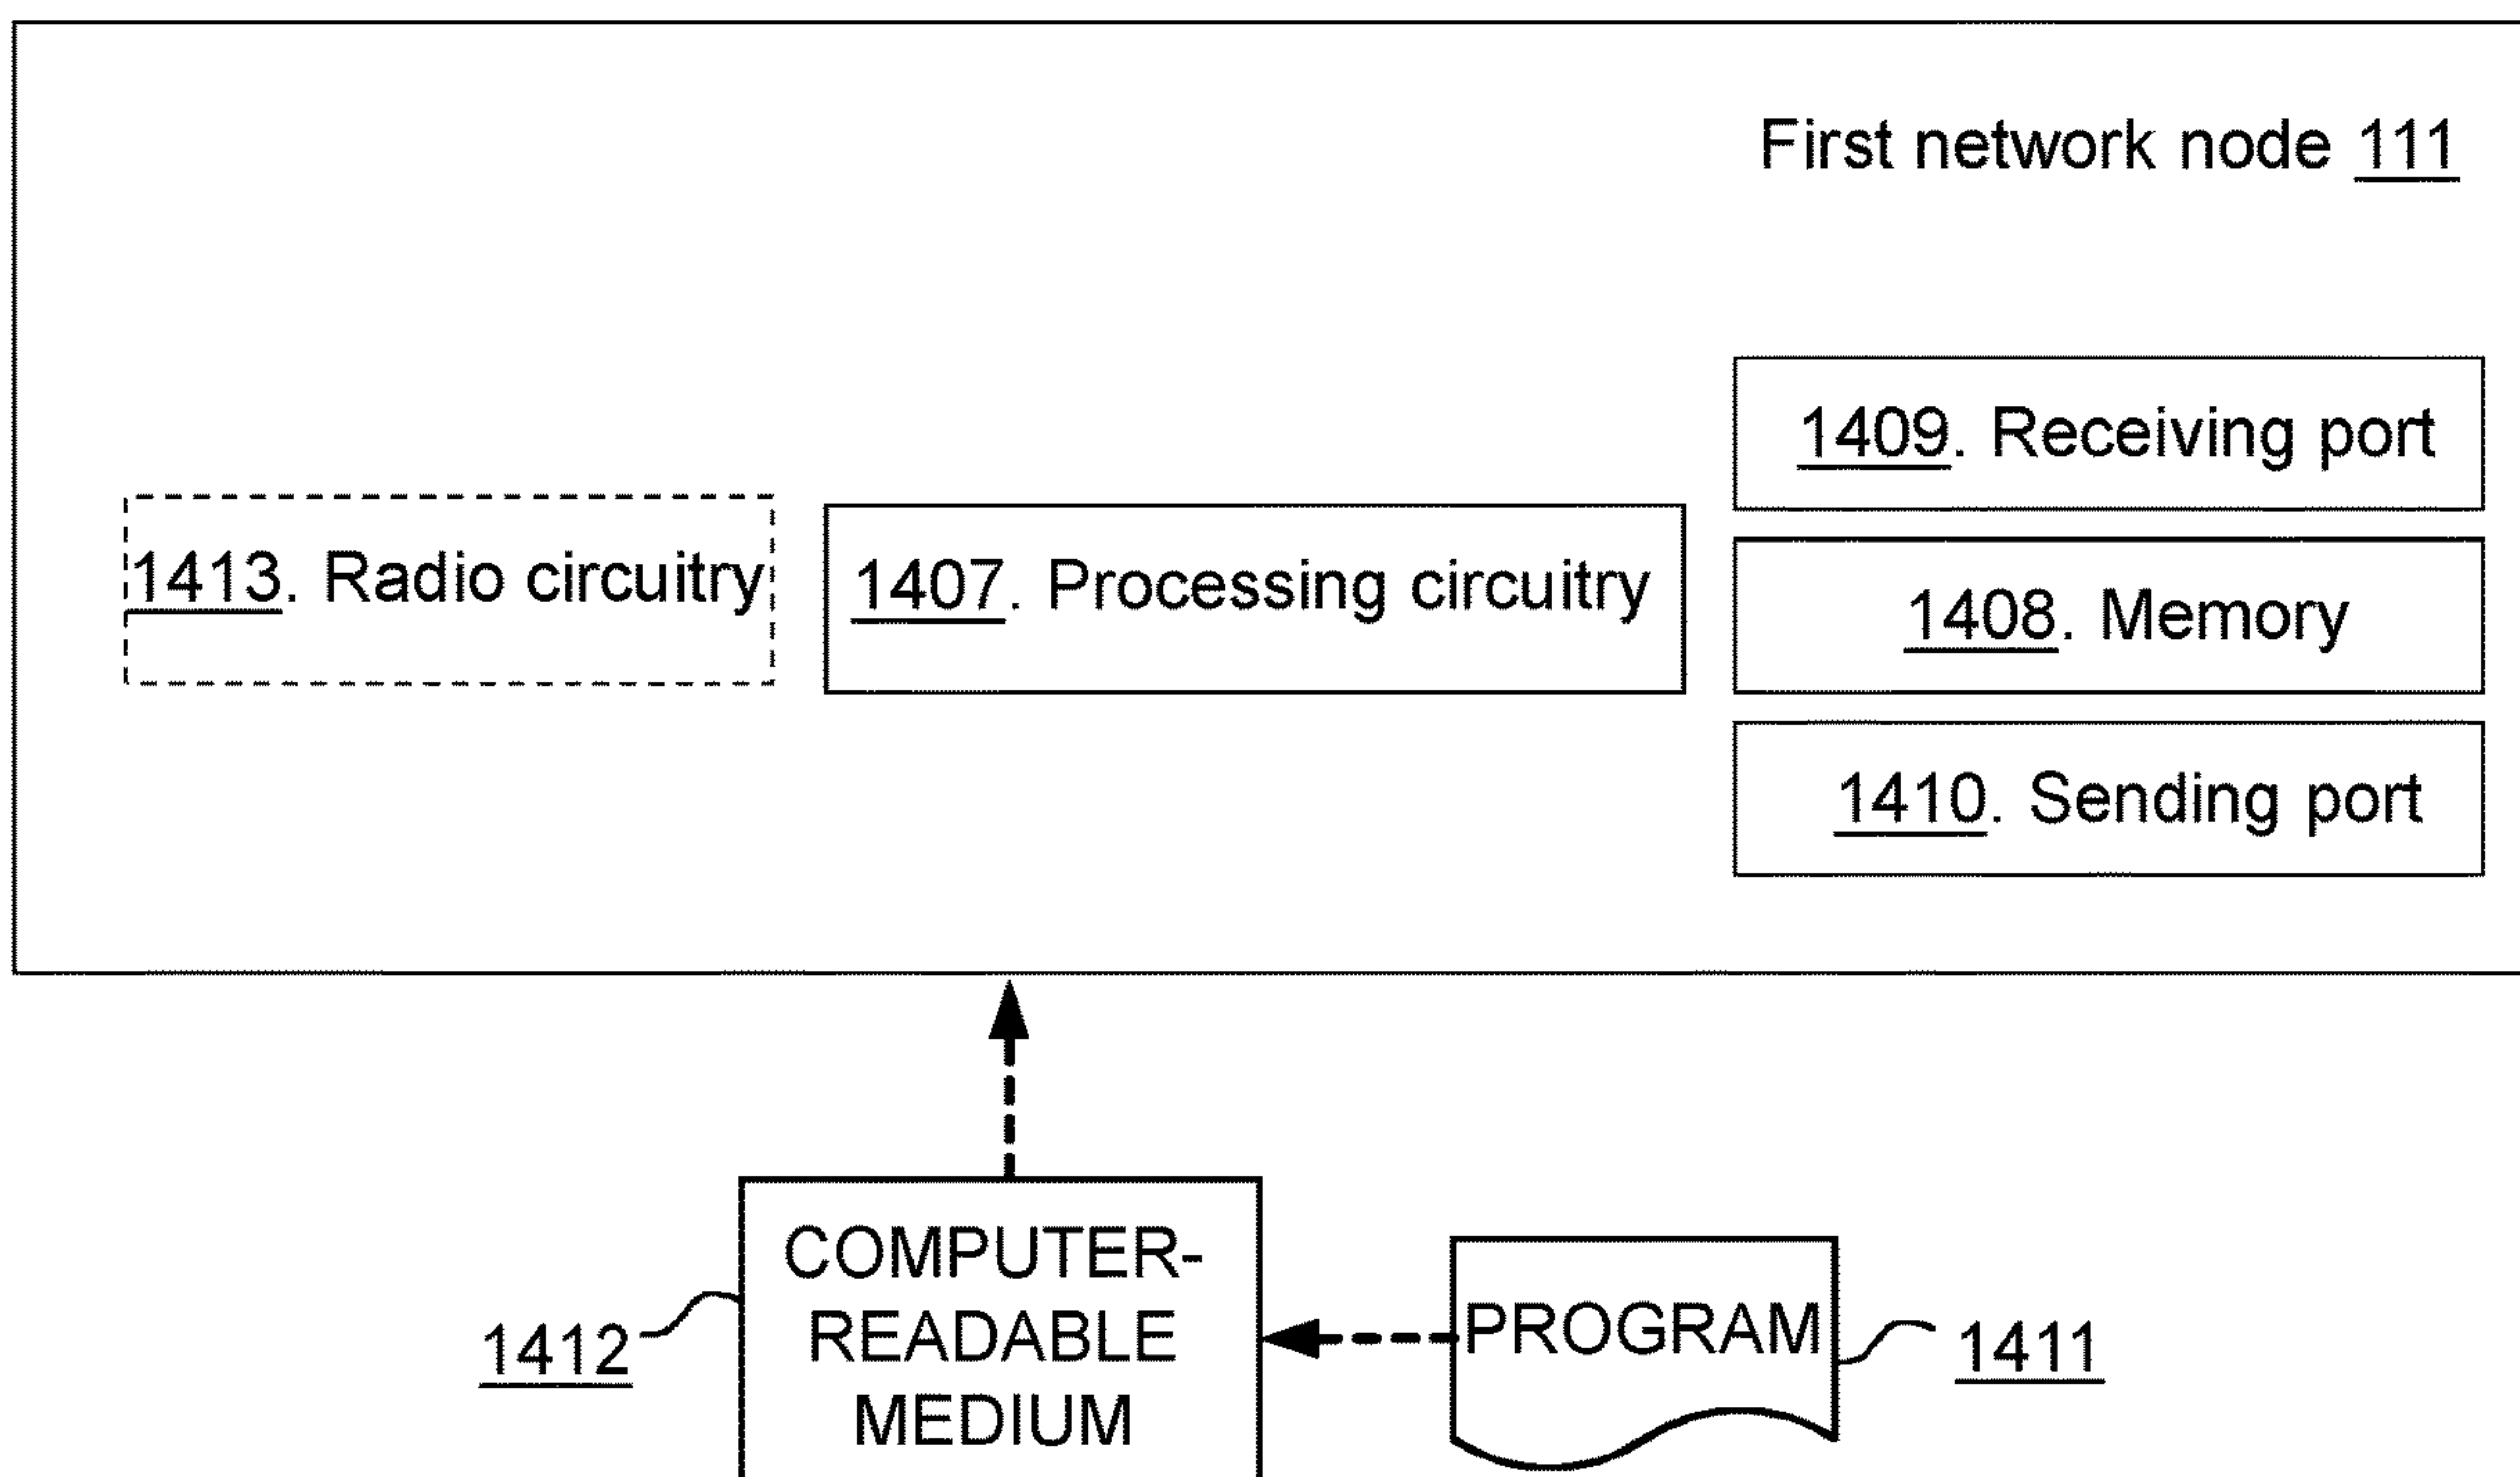 First network node 111
1409. Receiving port
1413. Radio circuitry
1407. Processing circuitry
1408. Memory
1410. Sending port
COMPUTER-
READABLE
MEDIUM
1412
PROGRAM
1411